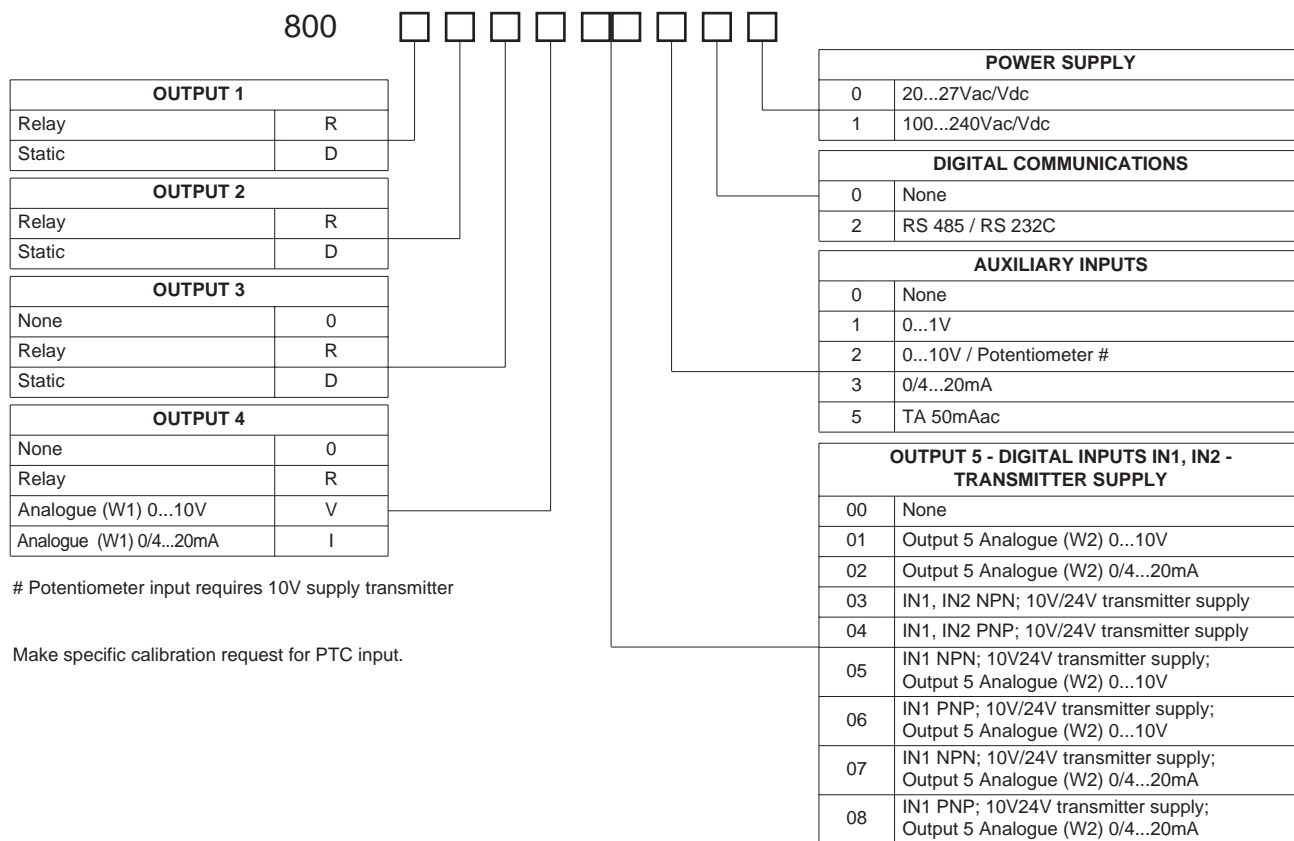 800
OUTPUT 1
Relay R
Static D
OUTPUT 2
Relay R
Static D
OUTPUT 3
None 0
Relay R
Static D
OUTPUT 4
None 0
Relay R
Analogue (W1) 0...10V V
Analogue (W1) 0/4...20mA I
# Potentiometer input requires 10V supply transmitter
Make specific calibration request for PTC input.
POWER SUPPLY
0 20...27Vac/Vdc
1 100...240Vac/Vdc
DIGITAL COMMUNICATIONS
0 None
2 RS 485 / RS 232C
AUXILIARY INPUTS
0 None
1 0...1V
2 0...10V / Potentiometer #
3 0/4...20mA
5 TA 50mAac
OUTPUT 5 - DIGITAL INPUTS IN1, IN2 -
TRANSMITTER SUPPLY
00 None
01 Output 5 Analogue (W2) 0...10V
02 Output 5 Analogue (W2) 0/4...20mA
03 IN1, IN2 NPN; 10V/24V transmitter supply
04 IN1, IN2 PNP; 10V/24V transmitter supply
05 IN1 NPN; 10V24V transmitter supply;
Output 5 Analogue (W2) 0...10V
06 IN1 PNP; 10V/24V transmitter supply;
Output 5 Analogue (W2) 0...10V
07 IN1 NPN; 10V/24V transmitter supply;
Output 5 Analogue (W2) 0/4...20mA
08 IN1 PNP; 10V24V transmitter supply;
Output 5 Analogue (W2) 0/4...20mA